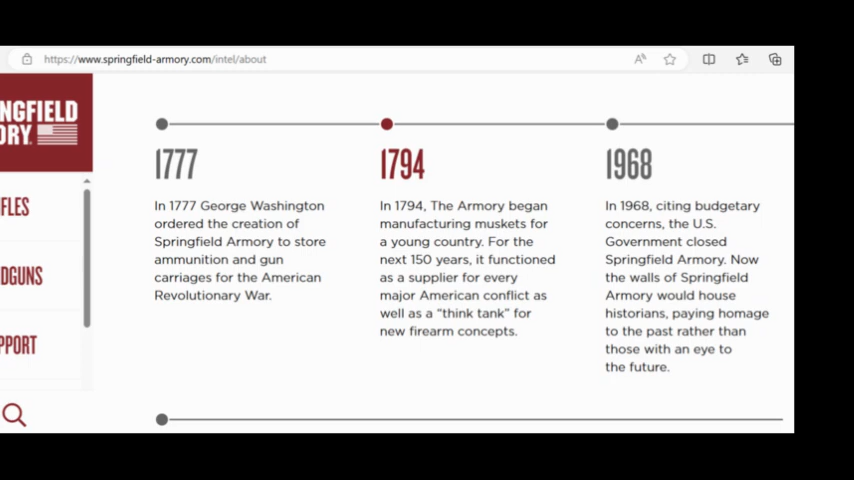 https://www.springfield-armory.com/intel/about
NGFIELD
ORY
FLES
DGUNS
PPORT
1777
In 1777 George Washington
ordered the creation of
Springfield Armory to store
ammunition and gun
carriages for the American
Revolutionary War.
1794
In 1794, The Armory began
manufacturing muskets for
a young country. For the
next 150 years, it functioned
as a supplier for every
major American conflict as
well as a “think tank” for
new firearm concepts.
1968
In 1968, citing budgetary
concerns, the U.S.
Government closed
Springfield Armory. Now
the walls of Springfield
Armory would house
historians, paying homage
to the past rather than
those with an eye to
the future.